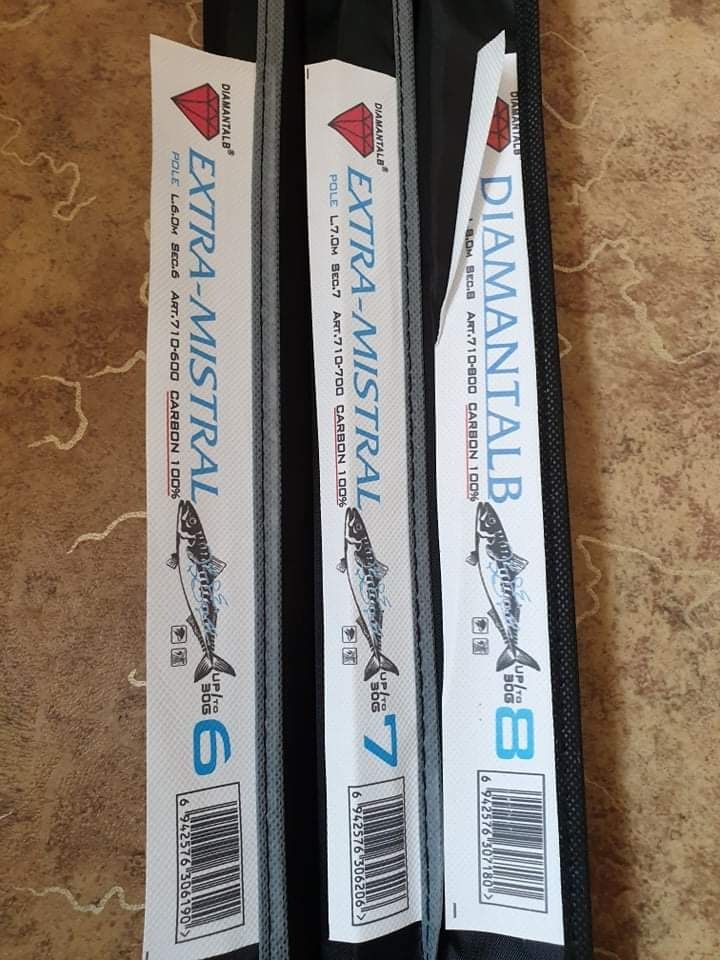 DIAMANTALB®
EXTRA-MISTRAL
POLE L.6.0M SEC.6 ART.710-600 CARBON 100%
UP/TO
30G
6
6 942576 306190 >
DIAMANTALB®
EXTRA-MISTRAL
POLE L.7.0M SEC.7 ART.710-700 CARBON 100%
UP/TO
30G
7
6 942576 306206 >
DIAMANTALB
DIAMANTALB
8.0M SEC.8 ART.710-800 CARBON 100%
UP/TO
30G
8
6 942576 307180 >